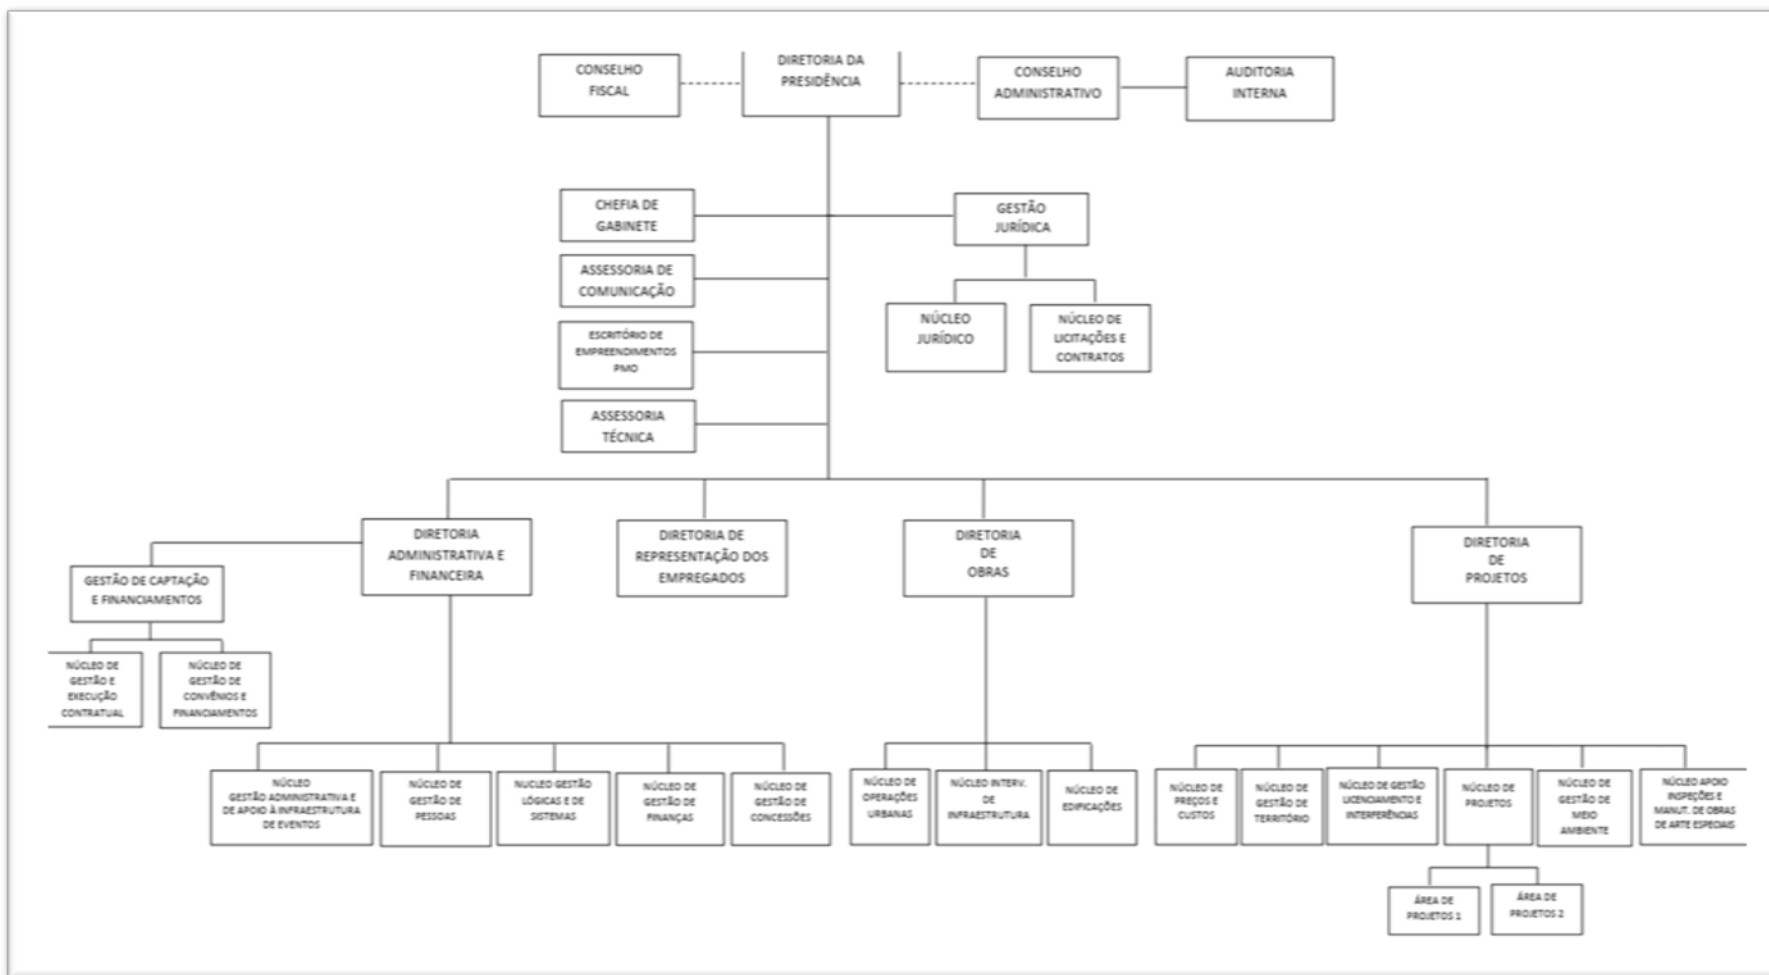 CONSELHO
FISCAL
DIRETORIA DA
PRESIDÊNCIA
CONSELHO
ADMINISTRATIVO
AUDITORIA
INTERNA
CHEFIA DE
GABINETE
GESTÃO
JURÍDICA
ASSESSORIA DE
COMUNICAÇÃO
NÚCLEO
JURÍDICO
NÚCLEO DE
LICITAÇÕES E
CONTRATOS
ESCRITÓRIO DE
EMPREENDIMENTOS
PMO
ASSESSORIA
TÉCNICA
DIRETORIA
ADMINISTRATIVA E
FINANCEIRA
DIRETORIA DE
REPRESENTAÇÃO DOS
EMPREGADOS
DIRETORIA
DE
OBRAS
DIRETORIA
DE
PROJETOS
GESTÃO DE CAPTAÇÃO
E FINANCIAMENTOS
NÚCLEO DE
GESTÃO E
EXECUÇÃO
CONTRATUAL
NÚCLEO DE
GESTÃO DE
CONVÊNIOS E
FINANCIAMENTOS
NÚCLEO
GESTÃO ADMINISTRATIVA E
DE APOIO À INFRAESTRUTURA
DE EVENTOS
NÚCLEO DE
GESTÃO DE
PESSOAS
NUCLEO GESTÃO
LÓGICAS E DE
SISTEMAS
NÚCLEO DE
GESTÃO DE
FINANÇAS
NÚCLEO DE
GESTÃO DE
CONCESSÕES
NÚCLEO DE
OPERAÇÕES
URBANAS
NÚCLEO INTERV.
DE
INFRAESTRUTURA
NÚCLEO DE
EDIFICAÇÕES
NÚCLEO DE
PREÇOS E
CUSTOS
NÚCLEO DE
GESTÃO DE
TERRITÓRIO
NÚCLEO DE GESTÃO
LICENCIAMENTO E
INTERFERÊNCIAS
NÚCLEO DE
PROJETOS
NÚCLEO DE
GESTÃO DE
MEIO
AMBIENTE
NÚCLEO APOIO
INSPEÇÕES E
MANUT. DE OBRAS
DE ARTE ESPECIAIS
ÁREA DE
PROJETOS 1
ÁREA DE
PROJETOS 2